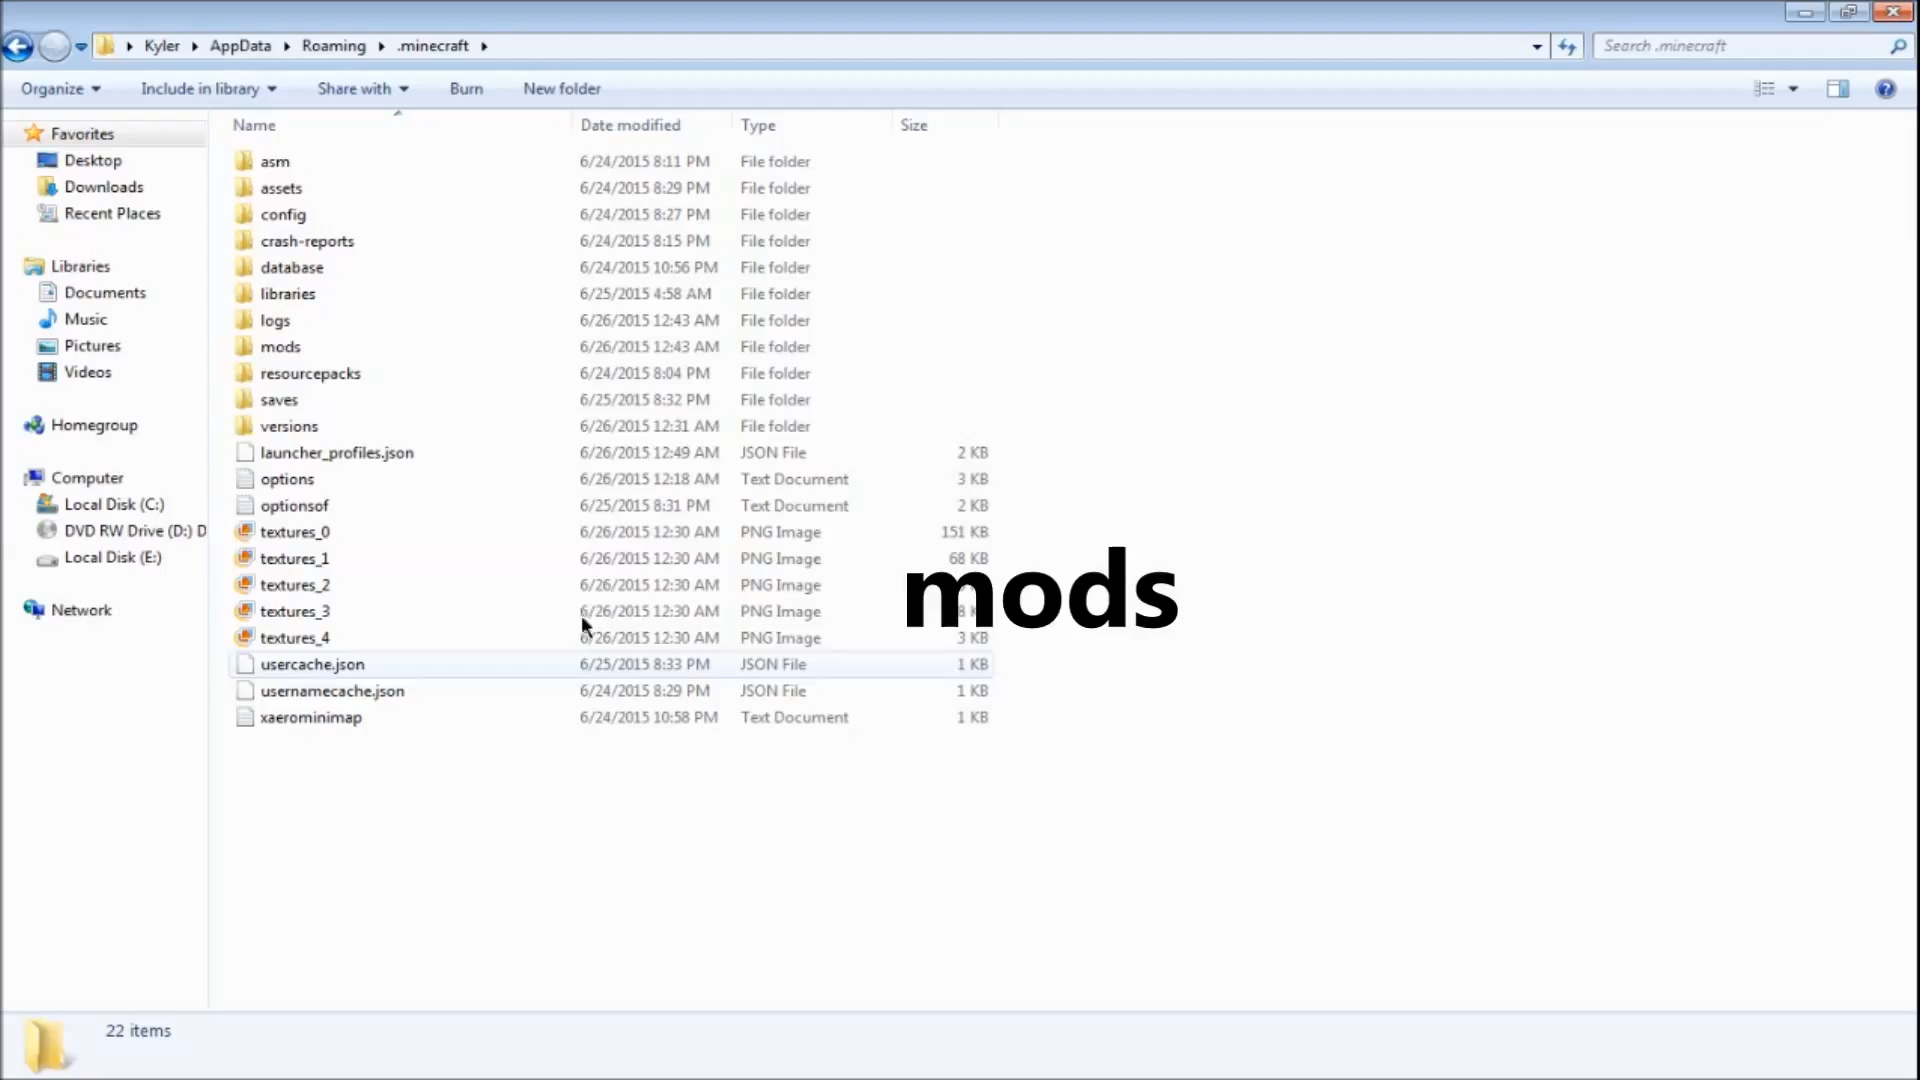 Kyler AppData Roaming .minecraft Search .minecraft
Organize Include in library Share with Burn New folder
Name Date modified Type Size
Favorites
Desktop
Downloads
Recent Places
Libraries
Documents
Music
Pictures
Videos
Homegroup
Computer
Local Disk (C:)
DVD RW Drive (D:) D
Local Disk (E:)
Network
asm 6/24/2015 8:11 PM File folder
assets 6/24/2015 8:29 PM File folder
config 6/24/2015 8:27 PM File folder
crash-reports 6/24/2015 8:15 PM File folder
database 6/24/2015 10:56 PM File folder
libraries 6/25/2015 4:58 AM File folder
logs 6/26/2015 12:43 AM File folder
mods 6/26/2015 12:43 AM File folder
resourcepacks 6/24/2015 8:04 PM File folder
saves 6/25/2015 8:32 PM File folder
versions 6/26/2015 12:31 AM File folder
launcher_profiles.json 6/26/2015 12:49 AM JSON File 2 KB
options 6/26/2015 12:18 AM Text Document 3 KB
optionsof 6/25/2015 8:31 PM Text Document 2 KB
textures_0 6/26/2015 12:30 AM PNG Image 151 KB
textures_1 6/26/2015 12:30 AM PNG Image 68 KB
textures_2 6/26/2015 12:30 AM PNG Image
textures_3 6/26/2015 12:30 AM PNG Image
textures_4 6/26/2015 12:30 AM PNG Image 3 KB
usercache.json 6/25/2015 8:33 PM JSON File 1 KB
usernamecache.json 6/24/2015 8:29 PM JSON File 1 KB
xaerominimap 6/24/2015 10:58 PM Text Document 1 KB
mods
22 items